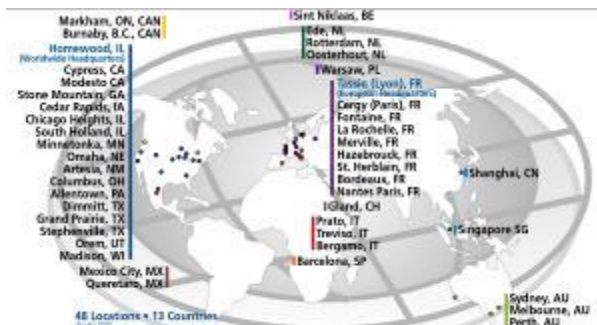 Markham, ON, CAN
Burnaby, B.C., CAN
Homewood, IL
(Worldwide Headquarters)
Cypress, CA
Modesto CA
Stone Mountain, GA
Cedar Rapids, IA
Chicago Heights, IL
South Holland, IL
Minnetonka, MN
Omaha, NE
Artesia, NM
Columbus, OH
Allentown, PA
Dimmitt, TX
Grand Prairie, TX
Stephenville, TX
Orem, UT
Madison, WI
Mexico City, MX
Queretaro, MX
48 Locations • 13 Countries
Sint Niklaas, BE
Ilde, NL
Rotterdam, NL
Oosterhout, NL
Warsaw, PL
Tassie (Lyon), FR
(European Headquarters)
Cergy (Paris), FR
Fontaine, FR
La Rochelle, FR
Merville, FR
Hazebrouck, FR
St. Herblain, FR
Bordeaux, FR
Nantes Paris, FR
Gland, CH
Prato, IT
Treviso, IT
Bergamo, IT
Barcelona, SP
Shanghai, CN
Singapore SG
Sydney, AU
Melbourne, AU
Perth, AU